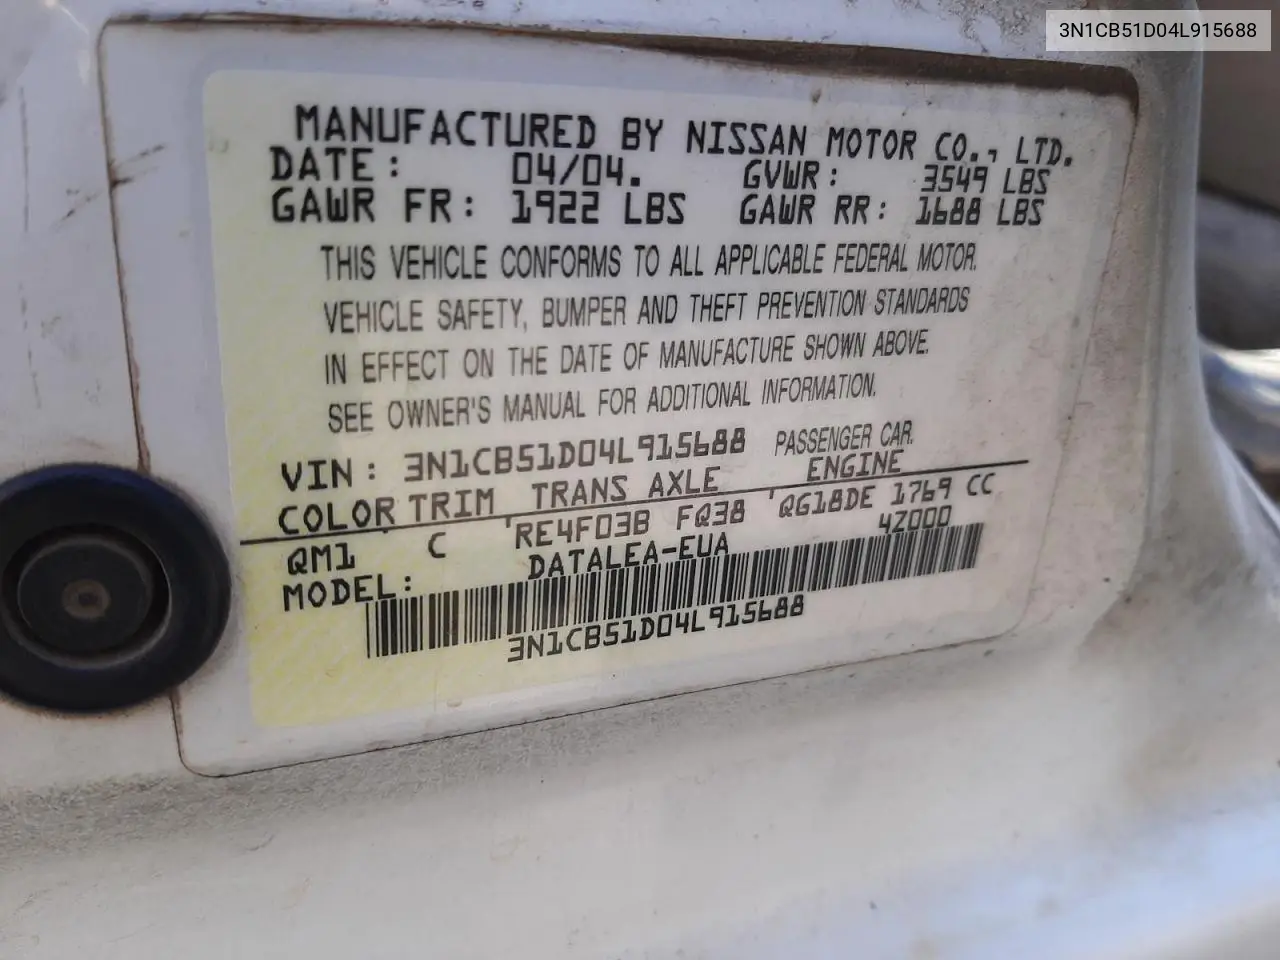 3N1CB51D04L915688
MANUFACTURED BY NISSAN MOTOR CO., LTD.
DATE: 04/04. GVWR: 3549 LBS
GAWR FR: 1922 LBS GAWR RR: 1688 LBS
THIS VEHICLE CONFORMS TO ALL APPLICABLE FEDERAL MOTOR.
VEHICLE SAFETY, BUMPER AND THEFT PREVENTION STANDARDS
IN EFFECT ON THE DATE OF MANUFACTURE SHOWN ABOVE.
SEE OWNER'S MANUAL FOR ADDITIONAL INFORMATION.
VIN: 3N1CB51D04L915688 PASSENGER CAR.
COLOR TRIM TRANS AXLE ENGINE
QM1 C RE4F03B FQ38 QG18DE 1769 CC
MODEL: DATALEA-EUA 4Z000
3N1CB51D04L915688